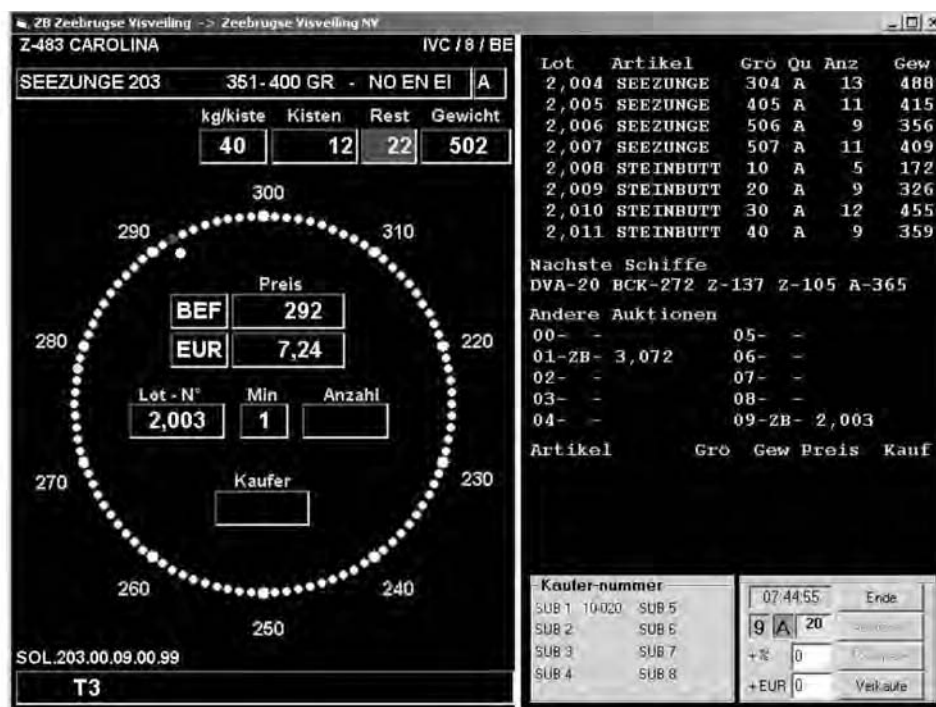 ZB Zeebrugse Visveiling -> Zeebrugse Visveiling NV
Z-483 CAROLINA IVC / 8 / BE
SEEZUNGE 203 351-400 GR - NO EN EI A
kg/kiste Kisten Rest Gewicht
40 12 22 502
300
290 310
280 220
270 230
260 240
250
Preis
BEF 292
EUR 7,24
Lot - N° Min Anzahl
2,003 1
Kaufer
SOL.203.00.09.00.99
T3
Lot Artikel Grö Qu Anz Gew
2,004 SEEZUNGE 304 A 13 488
2,005 SEEZUNGE 405 A 11 415
2,006 SEEZUNGE 506 A 9 356
2,007 SEEZUNGE 507 A 11 409
2,008 STEINBUTT 10 A 5 172
2,009 STEINBUTT 20 A 9 326
2,010 STEINBUTT 30 A 12 455
2,011 STEINBUTT 40 A 9 359
Nachste Schiffe
DVA-20 BCK-272 Z-137 Z-105 A-365
Andere Auktionen
00- - 05- -
01-ZB- 3,072 06- -
02- - 07- -
03- - 08- -
04- - 09-ZB- 2,003
Artikel Grö Gew Preis Kauf
Kaufer-nummer
SUB 1 10-020 SUB 5
SUB 2 SUB 6
SUB 3 SUB 7
SUB 4 SUB 8
07:44:55 Ende
9 A 20
+% 0
+EUR 0 Verkaufe